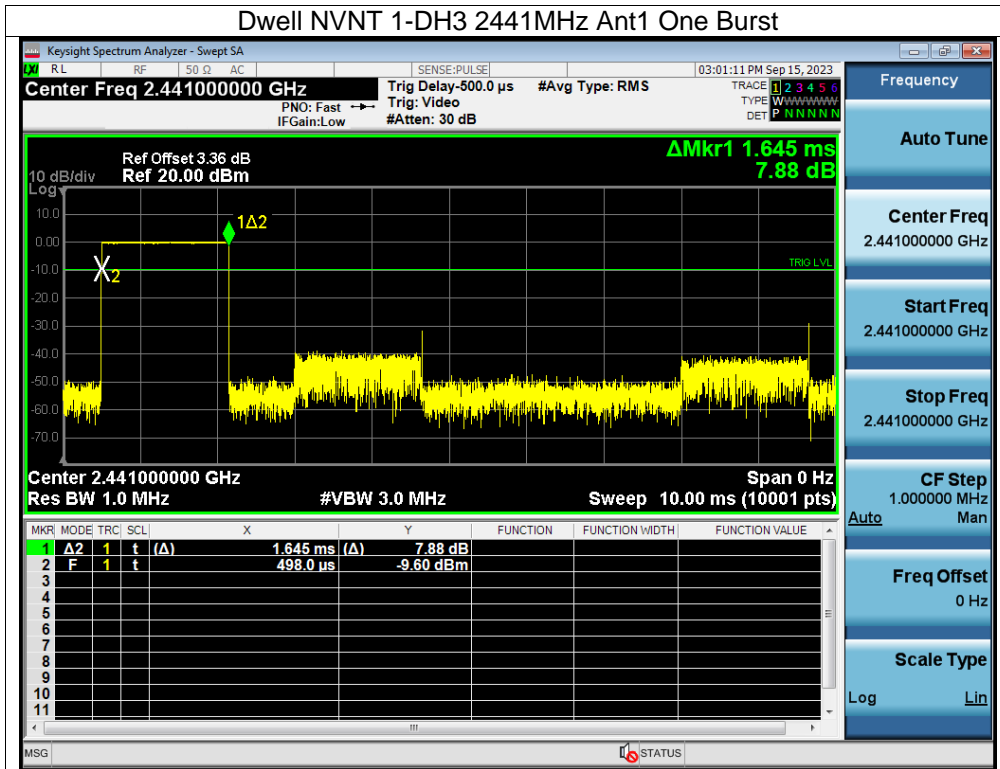 Dwell NVNT 1-DH3 2441MHz Ant1 One Burst
Keysight Spectrum Analyzer - Swept SA
LXI RL RF 50 Ω AC SENSE:PULSE 03:01:11 PM Sep 15, 2023
Center Freq 2.441000000 GHz
PNO: Fast
IFGain:Low
Trig Delay-500.0 µs
Trig: Video
#Atten: 30 dB
#Avg Type: RMS
TRACE 1 2 3 4 5 6
TYPE WWWWWW
DET P N N N N N
ΔMkr1 1.645 ms
7.88 dB
Ref Offset 3.36 dB
10 dB/div Ref 20.00 dBm
Log
10.0
0.00
-10.0
-20.0
-30.0
-40.0
-50.0
-60.0
-70.0
1Δ2
2
TRIG LVL
Center 2.441000000 GHz Span 0 Hz
Res BW 1.0 MHz #VBW 3.0 MHz Sweep 10.00 ms (10001 pts)
MKR MODE TRC SCL X Y FUNCTION FUNCTION WIDTH FUNCTION VALUE
1 Δ2 1 t (Δ) 1.645 ms (Δ) 7.88 dB
2 F 1 t 498.0 µs -9.60 dBm
3
4
5
6
7
8
9
10
11
MSG STATUS
Frequency
Auto Tune
Center Freq
2.441000000 GHz
Start Freq
2.441000000 GHz
Stop Freq
2.441000000 GHz
CF Step
1.000000 MHz
Auto Man
Freq Offset
0 Hz
Scale Type
Log Lin